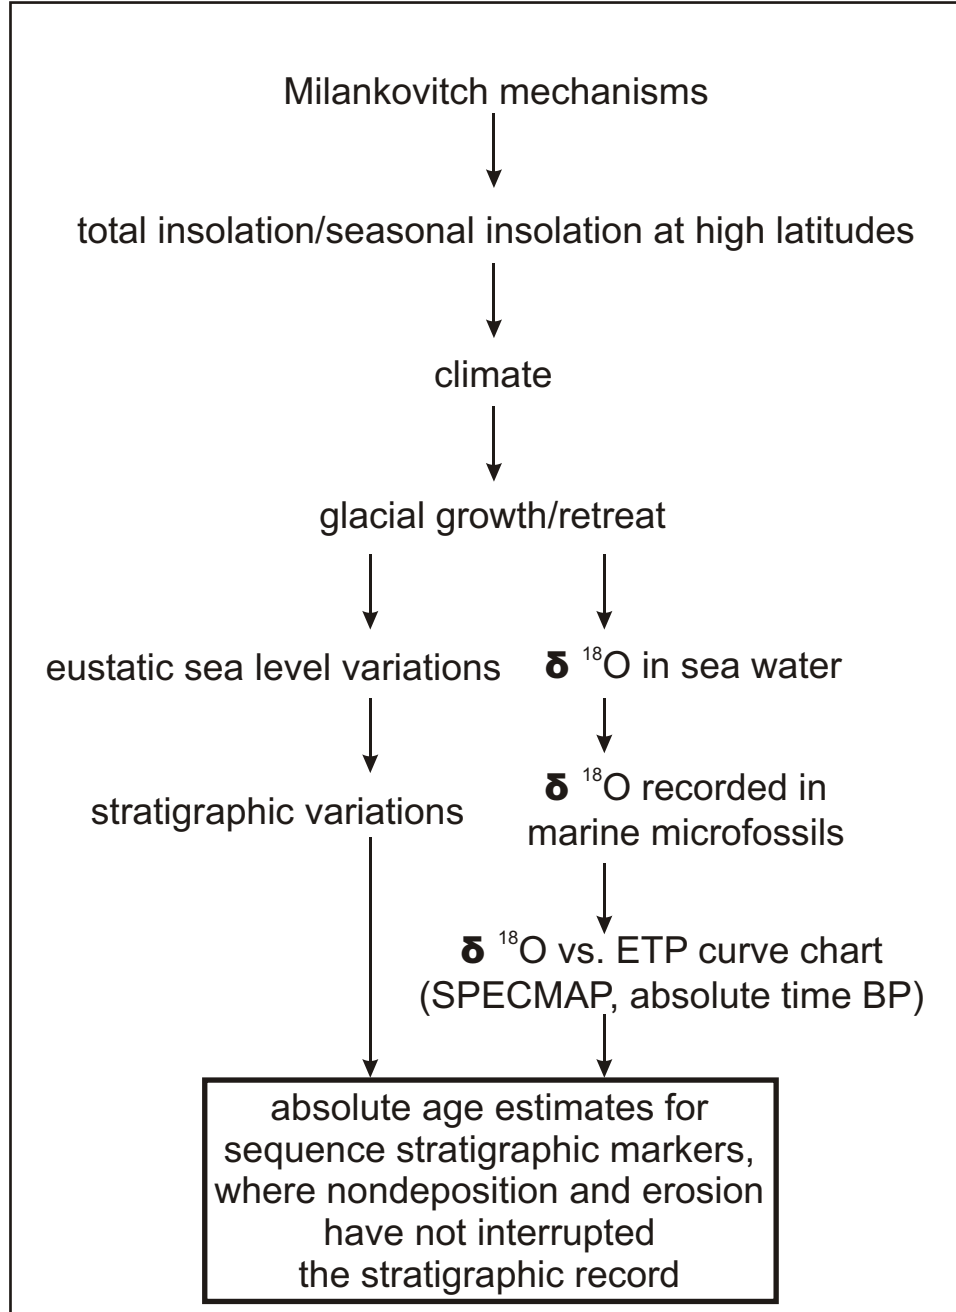 Milankovitch mechanisms
total insolation/seasonal insolation at high latitudes
climate
glacial growth/retreat
eustatic sea level variations
δ ¹⁸O in sea water
stratigraphic variations
δ ¹⁸O recorded in
marine microfossils
δ ¹⁸O vs. ETP curve chart
(SPECMAP, absolute time BP)
absolute age estimates for
sequence stratigraphic markers,
where nondeposition and erosion
have not interrupted
the stratigraphic record